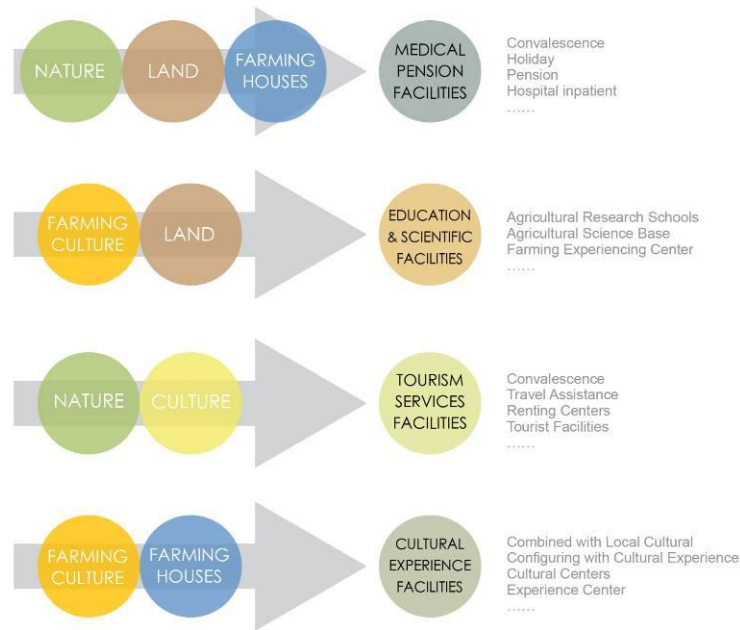 NATURE
LAND
FARMING
HOUSES
MEDICAL
PENSION
FACILITIES
Convalescence
Holiday
Pension
Hospital inpatient
......
FARMING
CULTURE
LAND
EDUCATION
& SCIENTIFIC
FACILITIES
Agricultural Research Schools
Agricultural Science Base
Farming Experiencing Center
......
NATURE
CULTURE
TOURISM
SERVICES
FACILITIES
Convalescence
Travel Assistance
Renting Centers
Tourist Facilities
......
FARMING
CULTURE
FARMING
HOUSES
CULTURAL
EXPERIENCE
FACILITIES
Combined with Local Cultural
Configuring with Cultural Experience
Cultural Centers
Experience Center
......